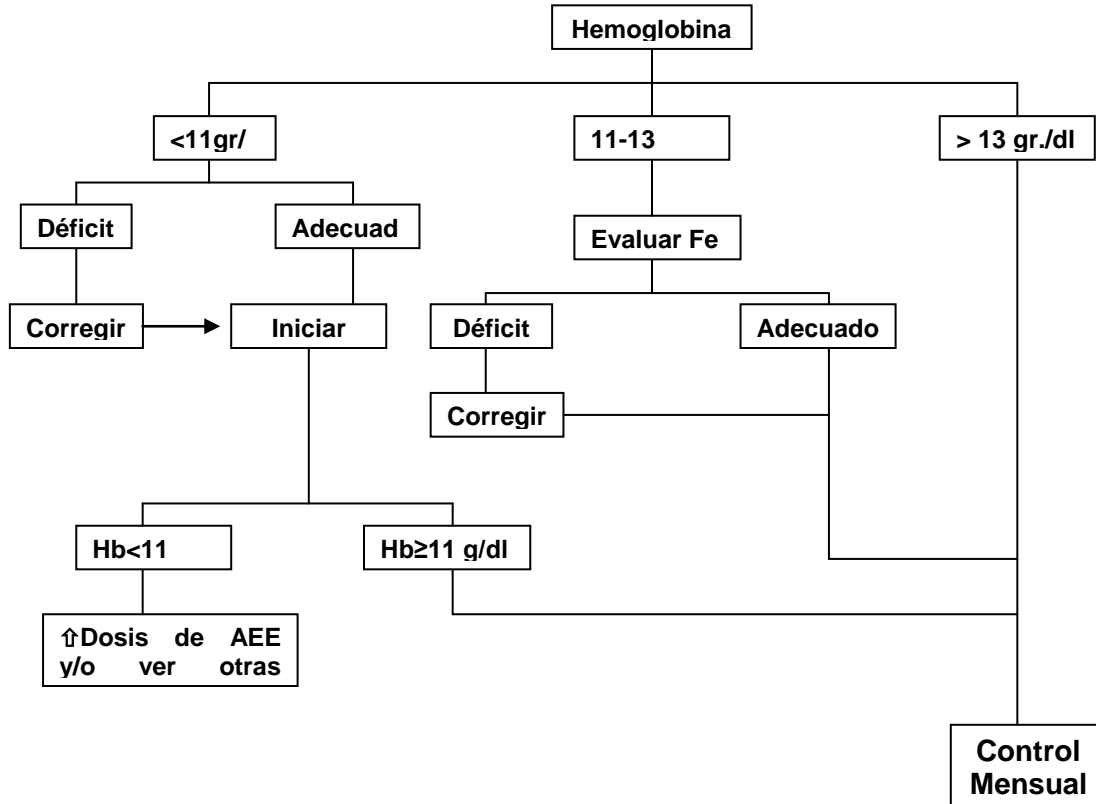 Hemoglobina
<11gr/
11-13
> 13 gr./dl
Déficit
Adecuad
Evaluar Fe
Corregir
Iniciar
Déficit
Adecuado
Corregir
Hb<11
Hb≥11 g/dl
⇧Dosis de AEE
y/o ver otras
Control
Mensual